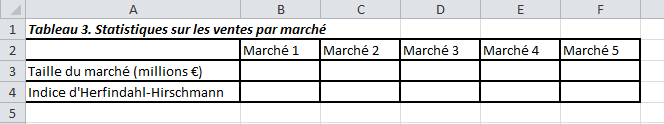 A B C D E F
1 Tableau 3. Statistiques sur les ventes par marché
2 Marché 1 Marché 2 Marché 3 Marché 4 Marché 5
3 Taille du marché (millions €)
4 Indice d'Herfindahl-Hirschmann
5